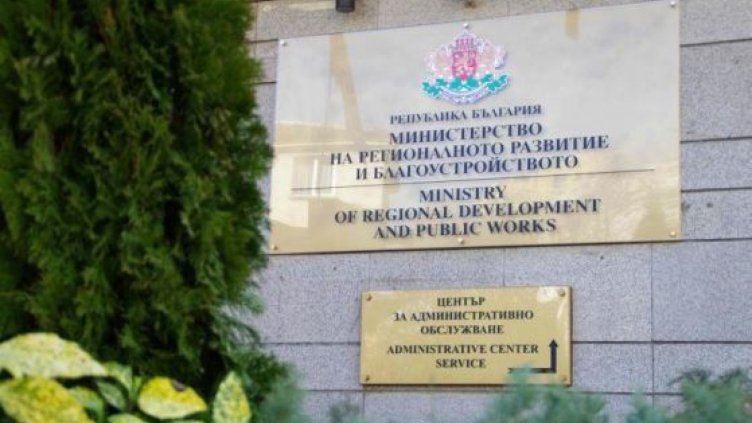 РЕПУБЛИКА БЪЛГАРИЯ
МИНИСТЕРСТВО
НА РЕГИОНАЛНОТО РАЗВИТИЕ
И БЛАГОУСТРОЙСТВОТО
MINISTRY
OF REGIONAL DEVELOPMENT
AND PUBLIC WORKS
ЦЕНТЪР
ЗА АДМИНИСТРАТИВНО
ОБСЛУЖВАНЕ
ADMINISTRATIVE CENTER
SERVICE